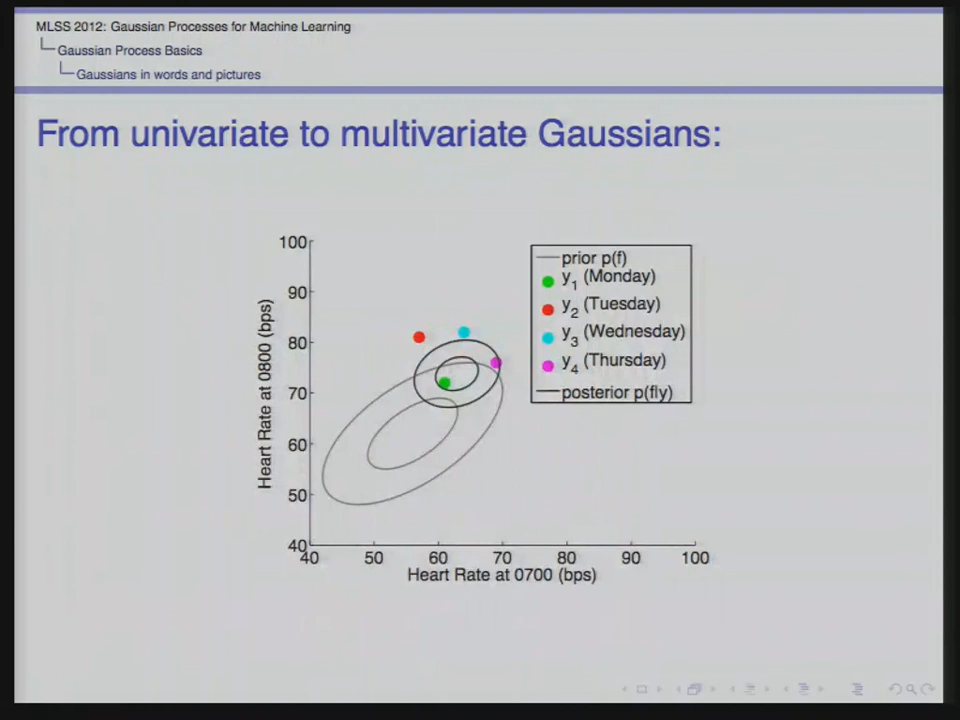 MLSS 2012: Gaussian Processes for Machine Learning
Gaussian Process Basics
Gaussians in words and pictures
From univariate to multivariate Gaussians:
100
90
80
70
60
50
40
Heart Rate at 0800 (bps)
40 50 60 70 80 90 100
Heart Rate at 0700 (bps)
prior p(f)
y1 (Monday)
y2 (Tuesday)
y3 (Wednesday)
y4 (Thursday)
posterior p(f|y)